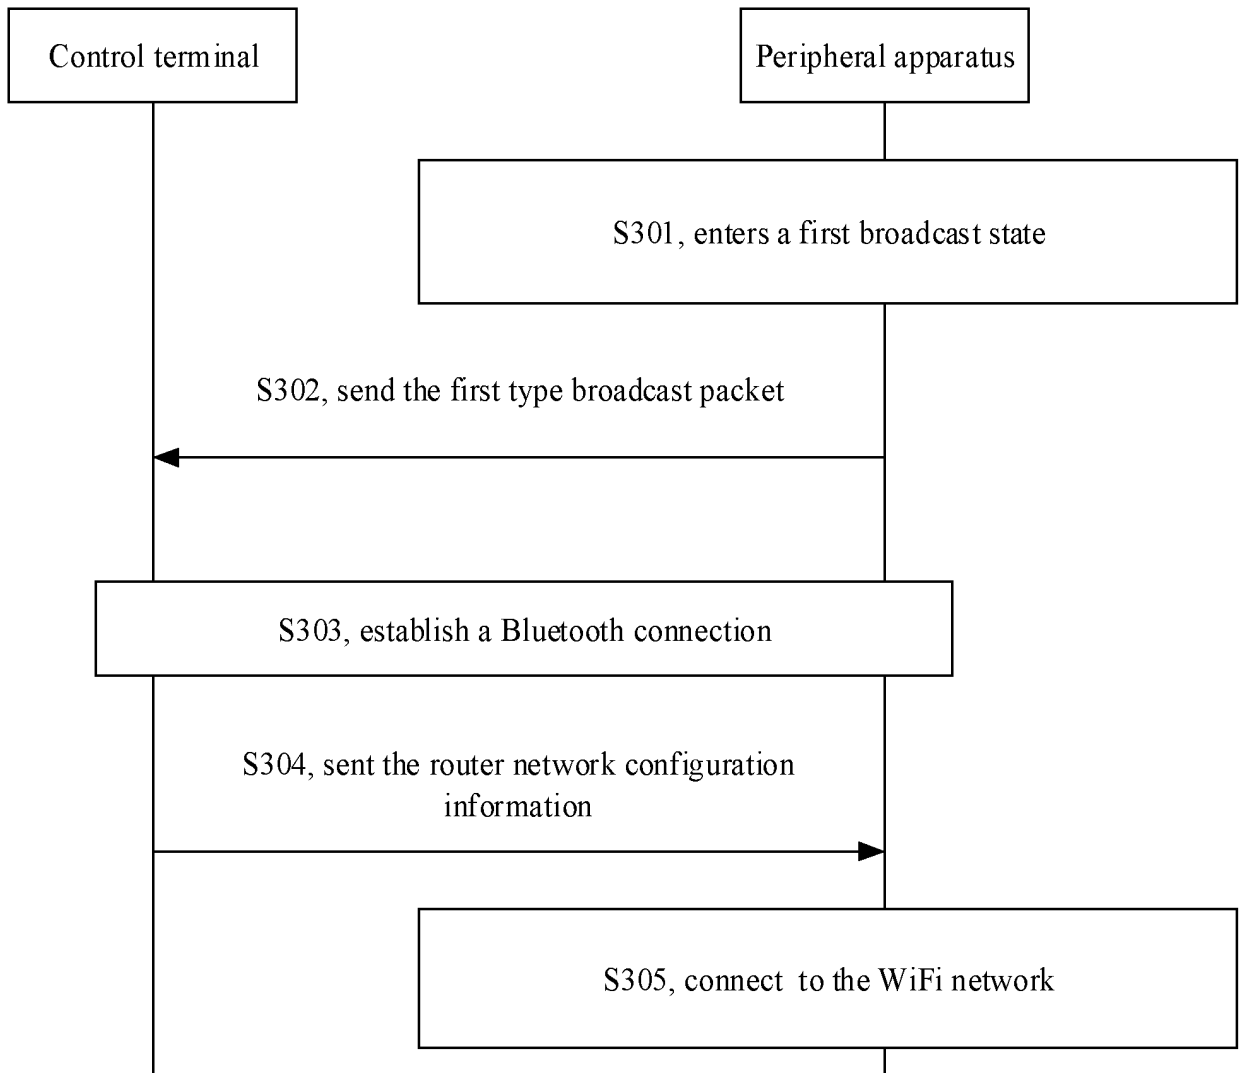 Control terminal
Peripheral apparatus
S301, enters a first broadcast state
S302, send the first type broadcast packet
S303, establish a Bluetooth connection
S304, sent the router network configuration
information
S305, connect to the WiFi network